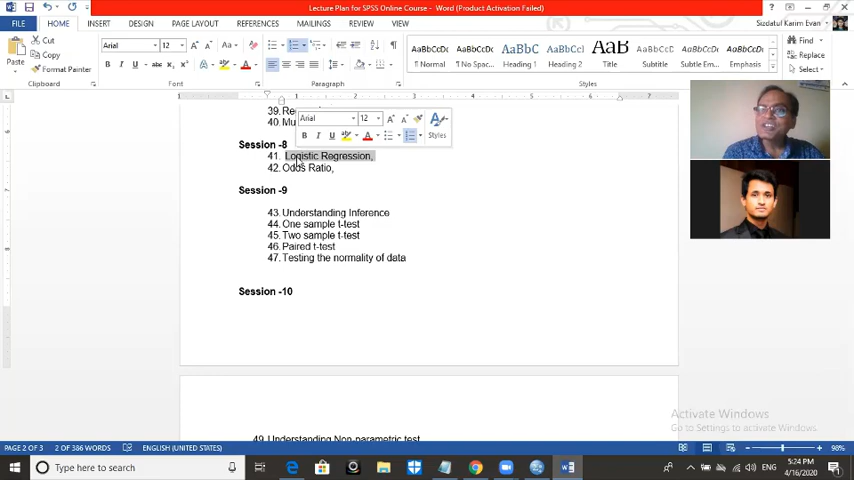 Lecture Plan for SPSS Online Course - Word (Product Activation Failed)
FILE HOME INSERT DESIGN PAGE LAYOUT REFERENCES MAILINGS REVIEW VIEW
Sizdatul Karim Evan
Cut
Copy
Format Painter
Paste
Arial 12
AaBbCcDc AaBbCcDc AaBbC AaBbCcl AaB AaBbCcD AaBbCcDc AaBbCcDc
¶ Normal ¶ No Spac... Heading 1 Heading 2 Title Subtitle Subtle Em... Emphasis
Find
Replace
Select
Clipboard Font Paragraph Styles Editing
39. Re
40. Mu
Arial 12
B I U Styles
Session -8
41. Logistic Regression,
42. Odds Ratio,
Session -9
43. Understanding Inference
44. One sample t-test
45. Two sample t-test
46. Paired t-test
47. Testing the normality of data
Session -10
49. Understanding Non-parametric test
Activate Windows
Go to Settings to activate Windows.
PAGE 2 OF 3 2 OF 386 WORDS ENGLISH (UNITED STATES) 98%
Type here to search
ENG
5:24 PM
4/16/2020